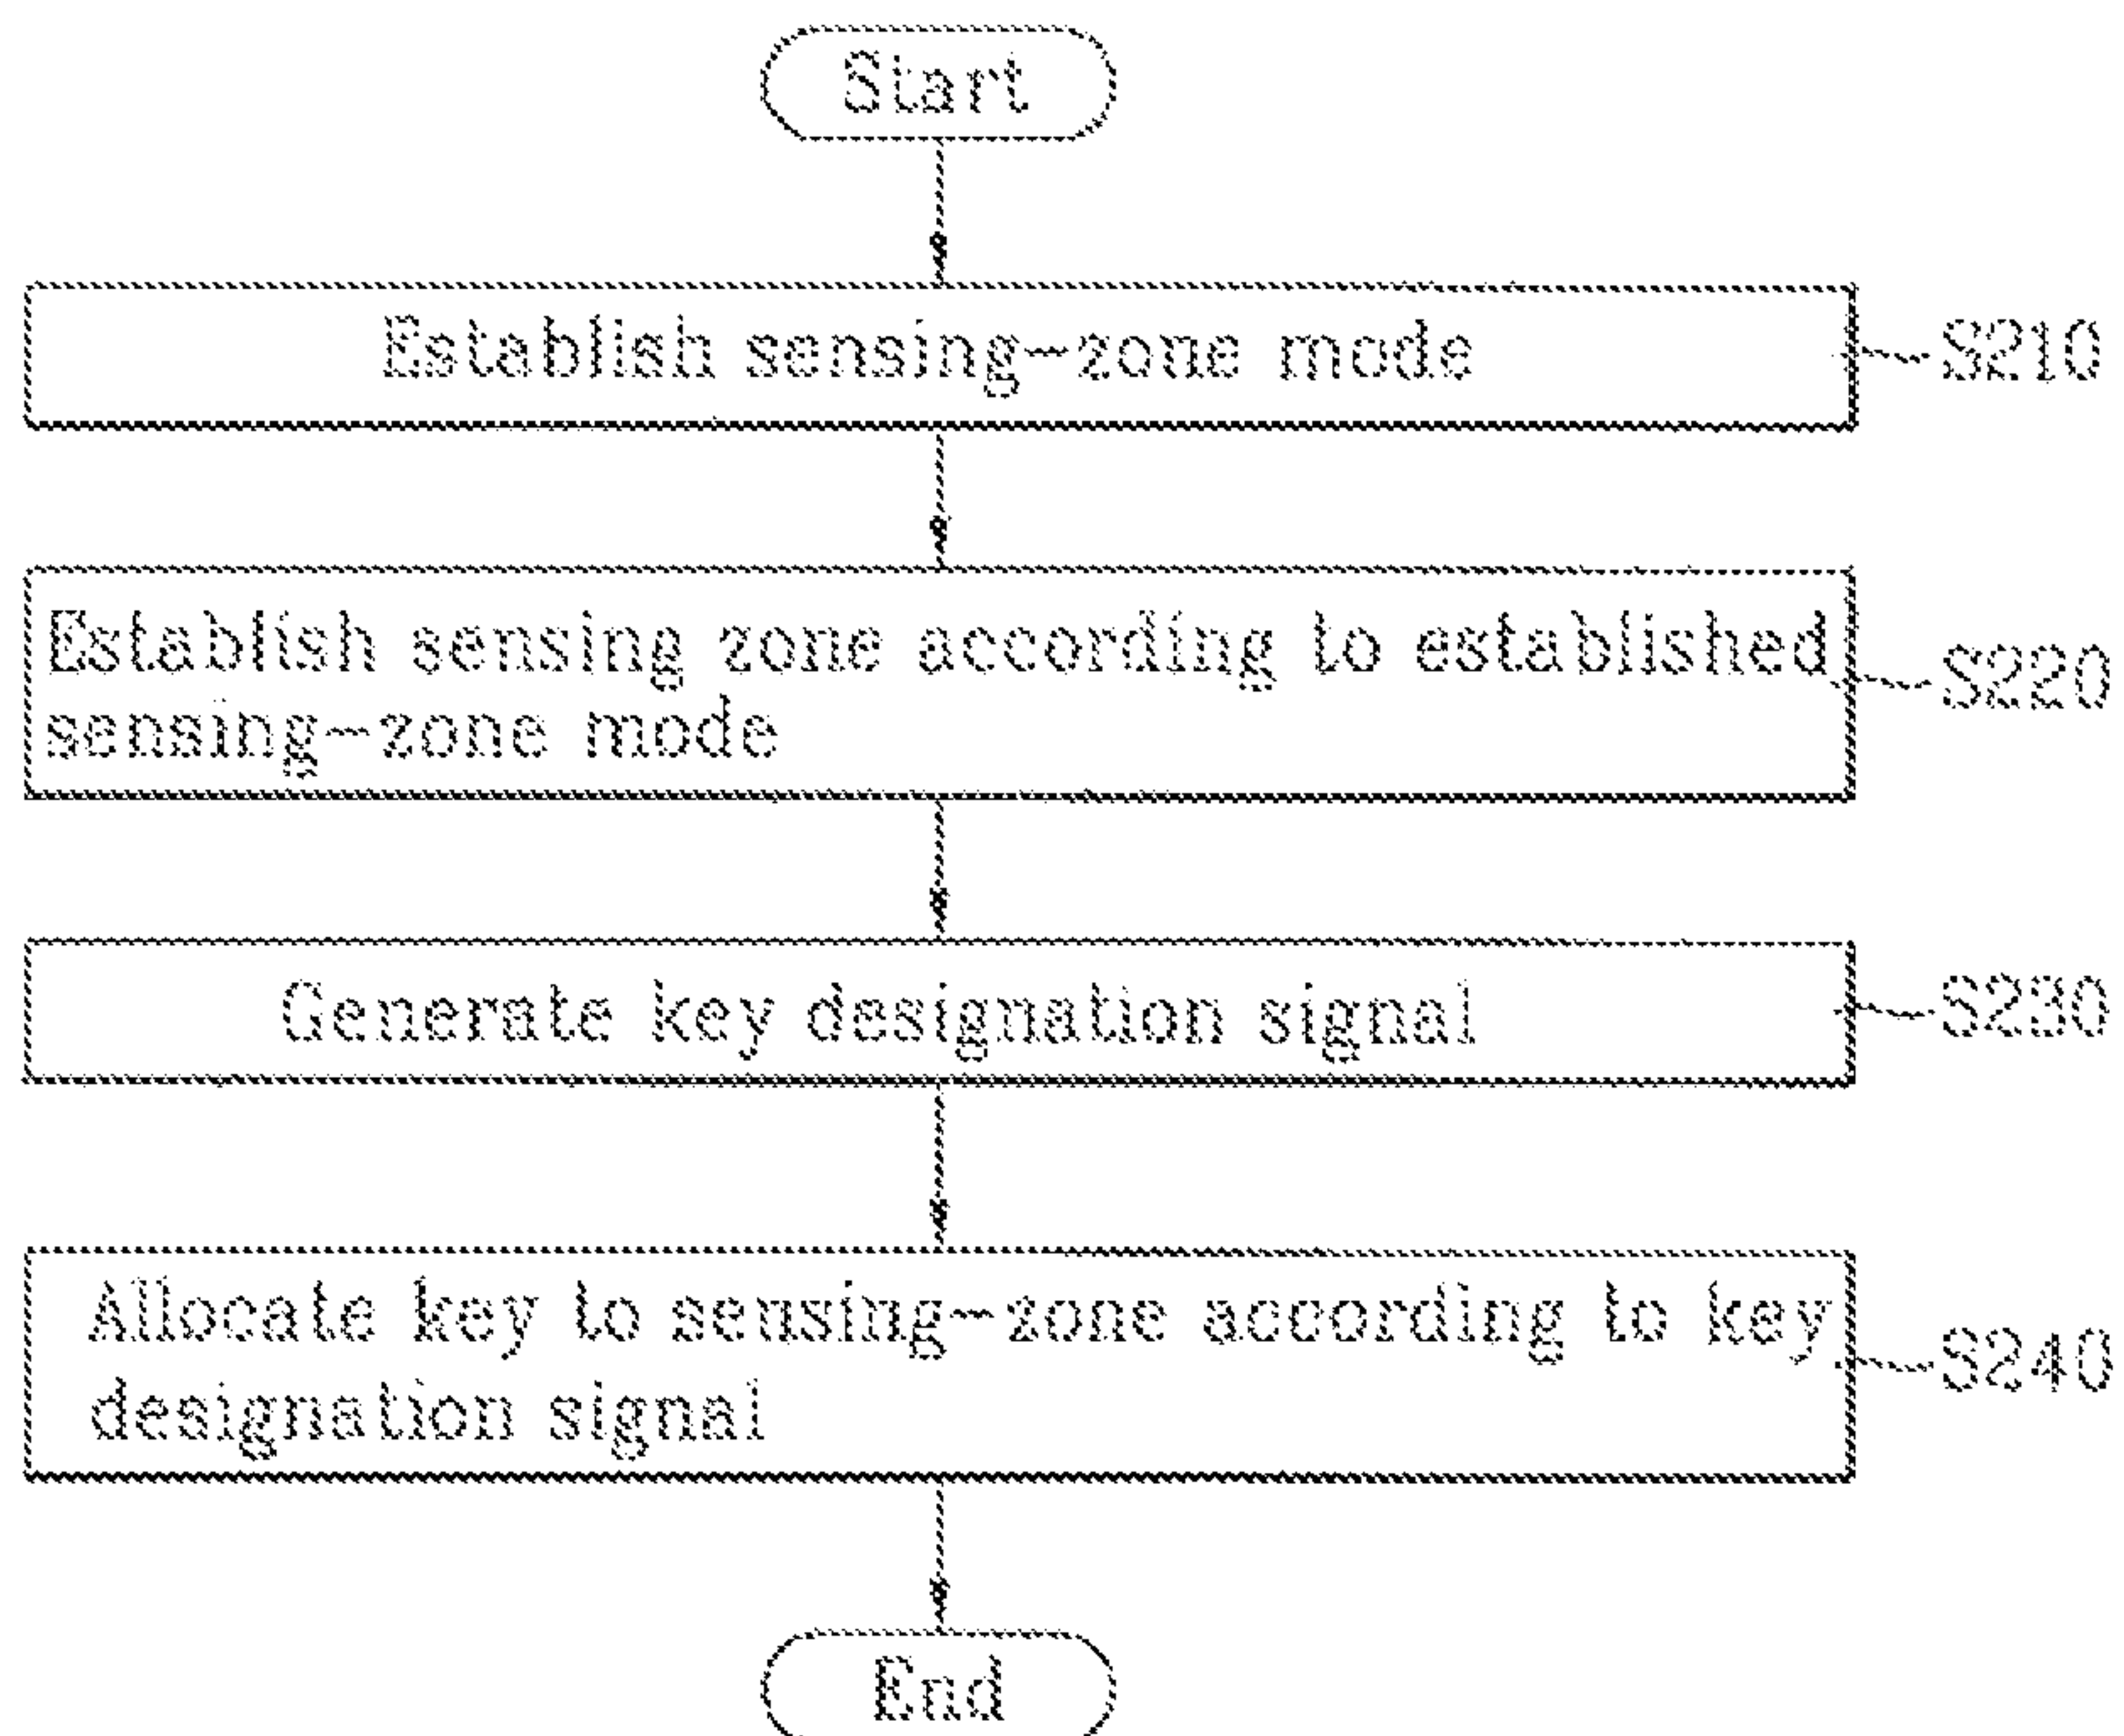 Start
Establish sensing-zone mode
S210
Establish sensing zone according to established
sensing-zone mode
S220
Generate key designation signal
S230
Allocate key to sensing-zone according to key
designation signal
S240
End